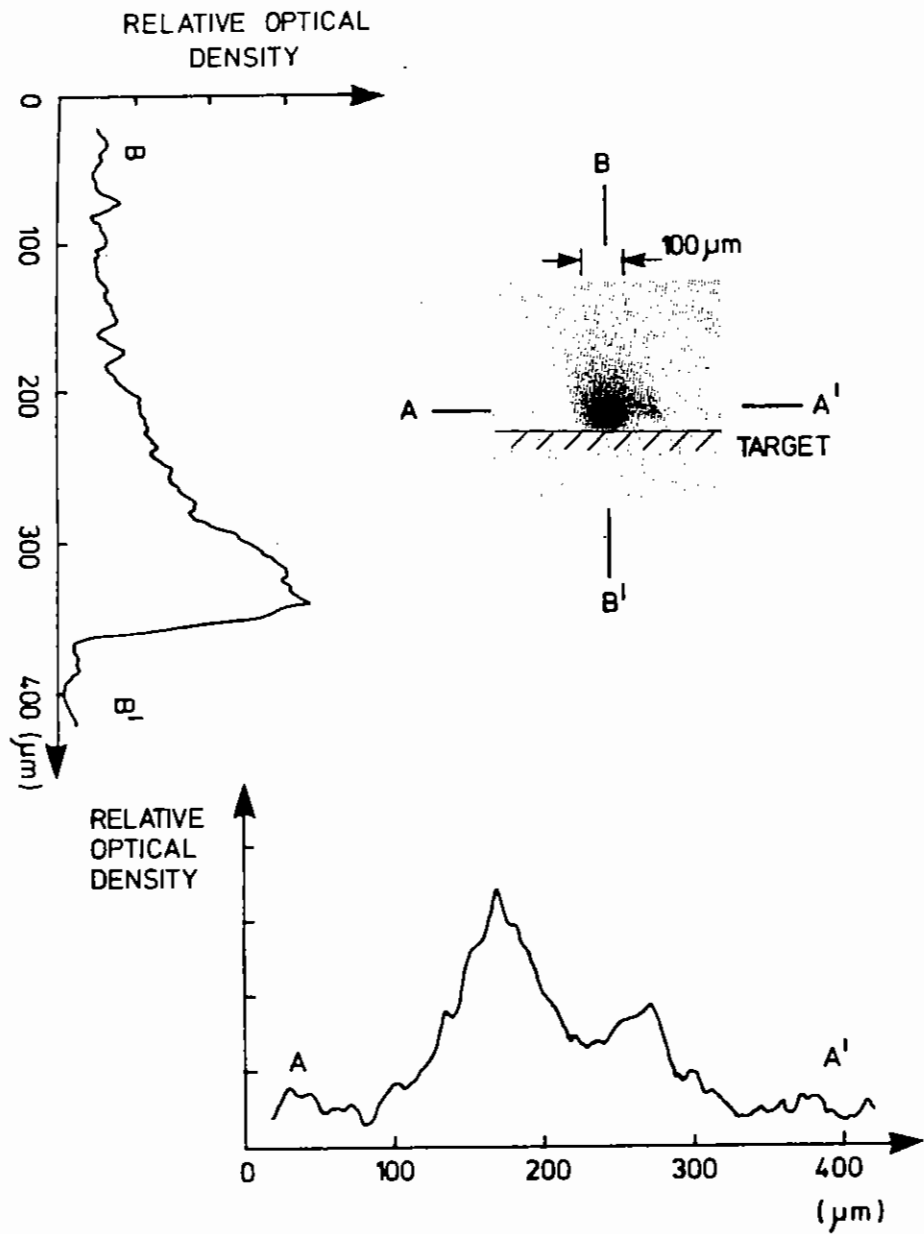 RELATIVE OPTICAL
DENSITY
0
100
200
300
400 (μm)
B
B'
B
100 μm
A
A'
TARGET
B'
RELATIVE
OPTICAL
DENSITY
A
A'
0
100
200
300
400
(μm)